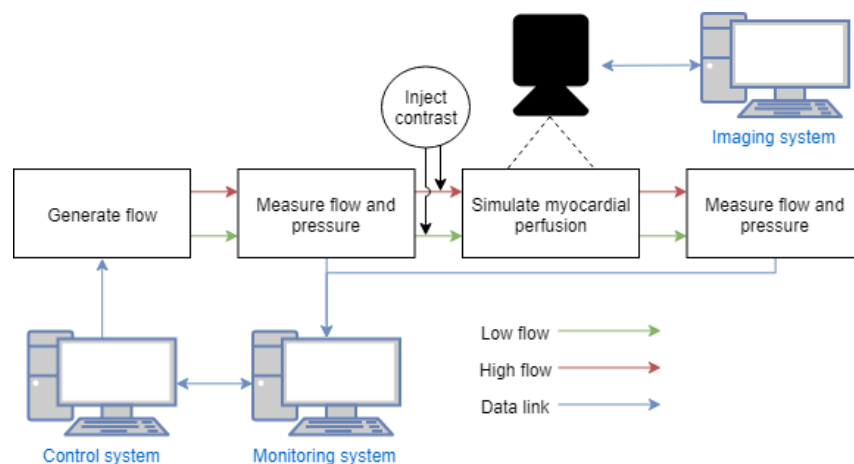 Inject
contrast
Imaging system
Generate flow
Measure flow and
pressure
Simulate myocardial
perfusion
Measure flow and
pressure
Low flow
High flow
Data link
Control system
Monitoring system